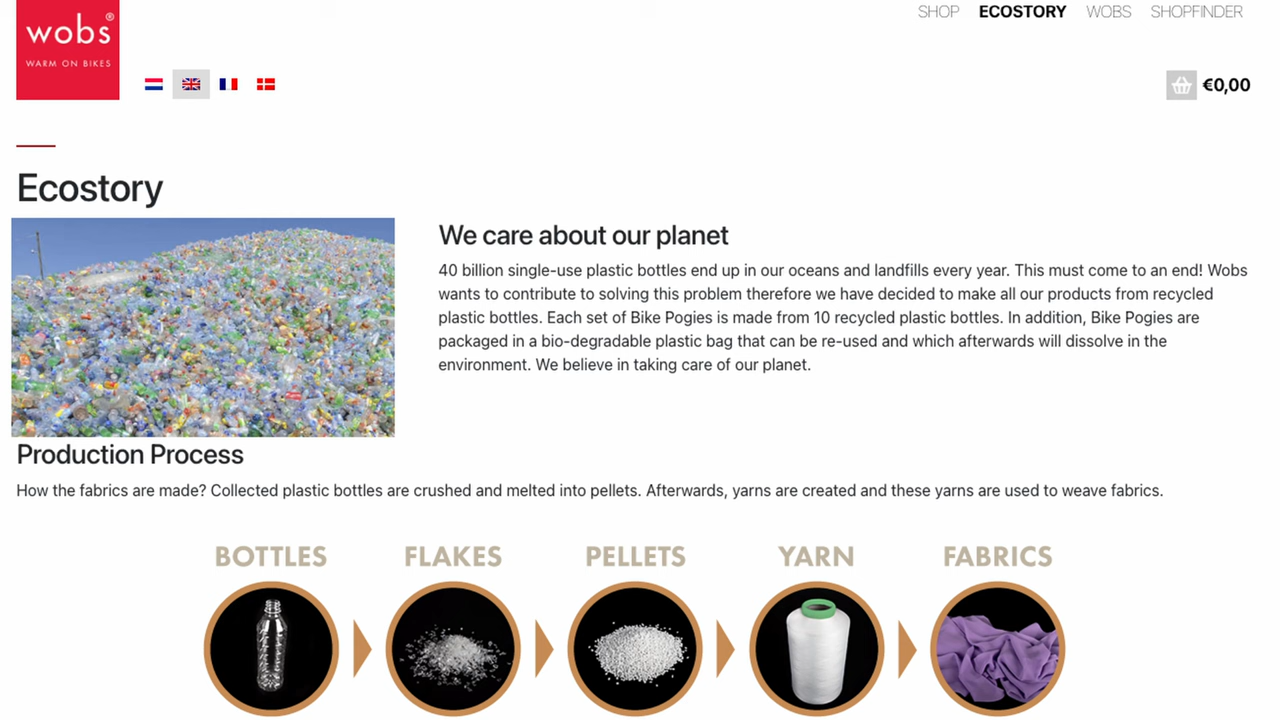 wobs®
WARM ON BIKES
SHOP ECOSTORY WOBS SHOPFINDER
€0,00
Ecostory
We care about our planet
40 billion single-use plastic bottles end up in our oceans and landfills every year. This must come to an end! Wobs
wants to contribute to solving this problem therefore we have decided to make all our products from recycled
plastic bottles. Each set of Bike Pogies is made from 10 recycled plastic bottles. In addition, Bike Pogies are
packaged in a bio-degradable plastic bag that can be re-used and which afterwards will dissolve in the
environment. We believe in taking care of our planet.
Production Process
How the fabrics are made? Collected plastic bottles are crushed and melted into pellets. Afterwards, yarns are created and these yarns are used to weave fabrics.
BOTTLES FLAKES PELLETS YARN FABRICS